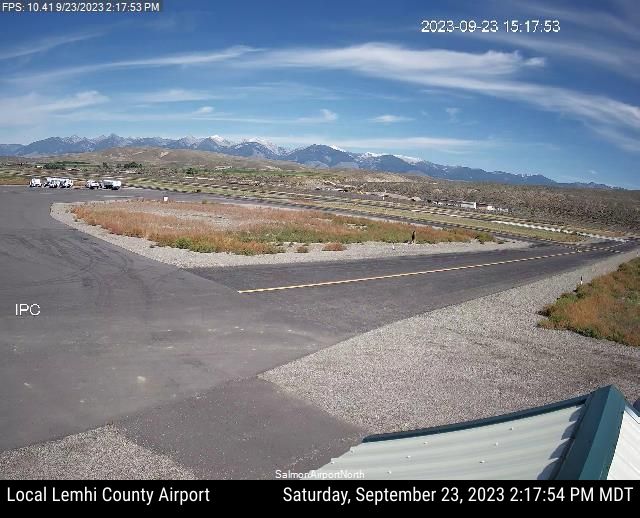 FPS: 10.41 9/23/2023 2:17:53 PM
2023-09-23 15:17:53
IPC
SalmonAirportNorth
Local Lemhi County Airport
Saturday, September 23, 2023 2:17:54 PM MDT